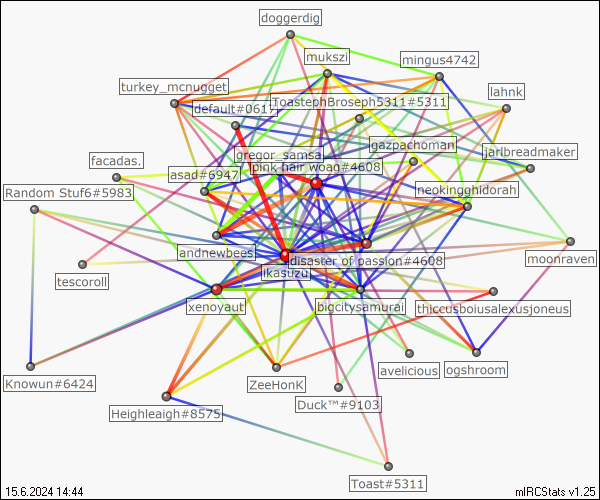 doggerdig
mukszi
mingus4742
turkey_mcnugget
lahnk
default#0617
ToastephBroseph5311#5311
gazpachoman
jarlbreadmaker
gregor_samsa
facadas.
pink hair woag#4608
asad#6947
Random Stuf6#5983
neokingghidorah
andnewbees
disaster of passion#4608
moonraven
tescoroll
ikasuzu
xenoyaut
bigcitysamurai
thiccusboiusalexusjoneus
Knowun#6424
ZeeHonK
avelicious
ogshroom
Duck™#9103
Heighleaigh#8575
Toast#5311
15.6.2024 14:44
mIRCStats v1.25